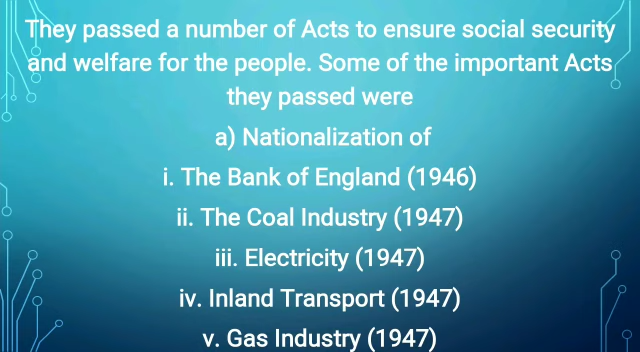 They passed a number of Acts to ensure social security
and welfare for the people. Some of the important Acts
they passed were
a) Nationalization of
i. The Bank of England (1946)
ii. The Coal Industry (1947)
iii. Electricity (1947)
iv. Inland Transport (1947)
v. Gas Industry (1947)